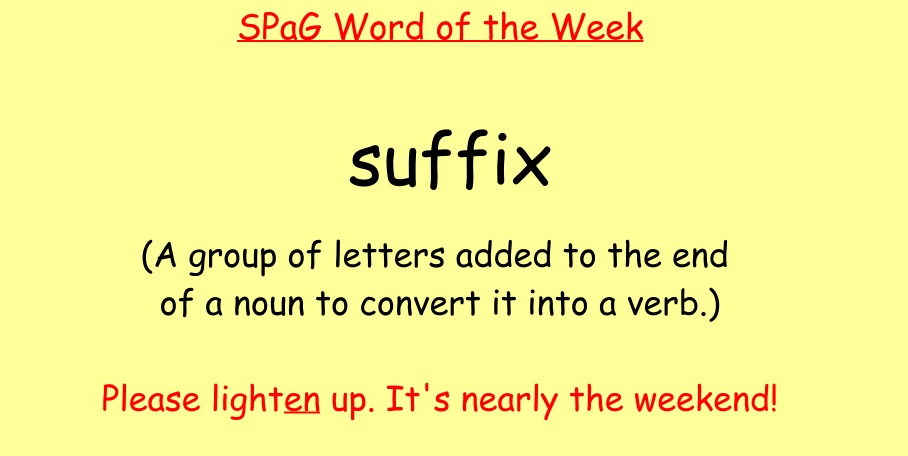 SPaG Word of the Week
suffix
(A group of letters added to the end
of a noun to convert it into a verb.)
Please lighten up. It's nearly the weekend!